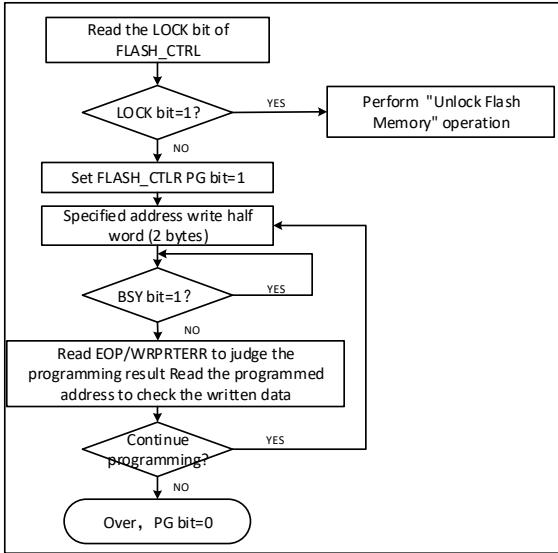 Read the LOCK bit of
FLASH_CTRL
LOCK bit=1?
YES
Perform "Unlock Flash
Memory" operation
NO
Set FLASH_CTLR PG bit=1
Specified address write half
word (2 bytes)
BSY bit=1?
YES
NO
Read EOP/WRPRTERR to judge the
programming result Read the programmed
address to check the written data
Continue
programming?
YES
NO
Over，PG bit=0